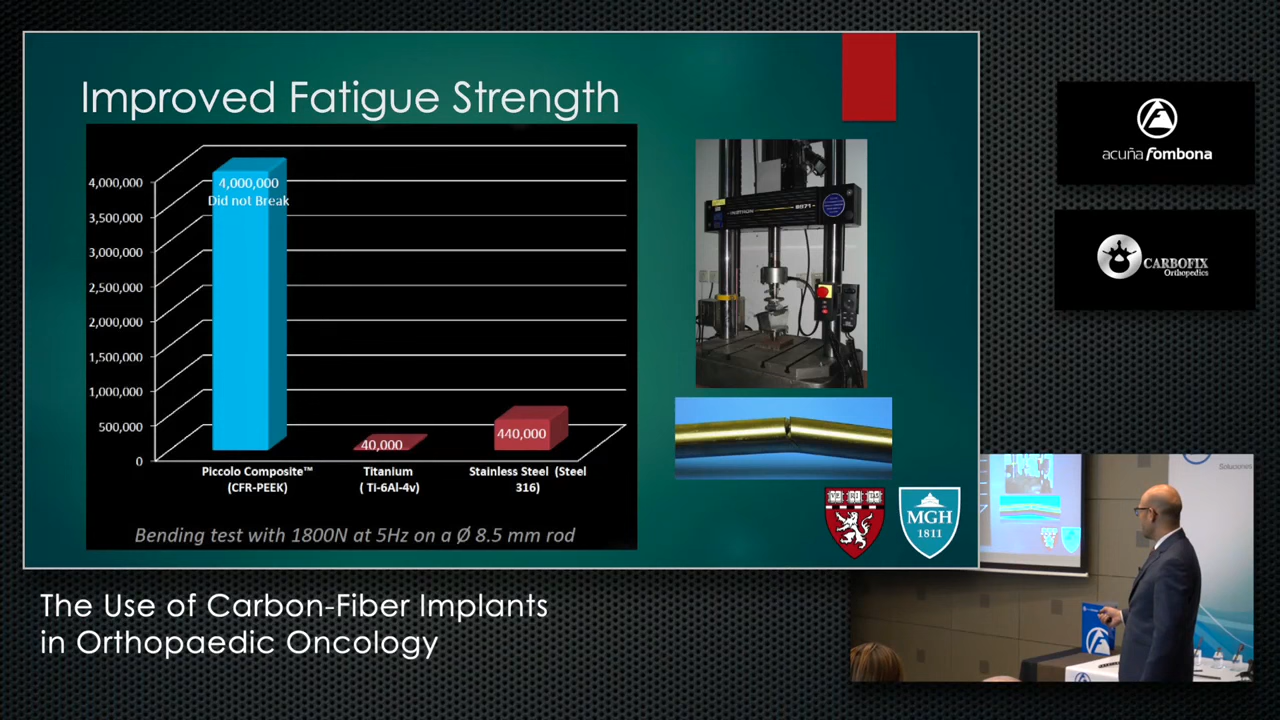 Improved Fatigue Strength
4,000,000
3,500,000
3,000,000
2,500,000
2,000,000
1,500,000
1,000,000
500,000
0
4,000,000
Did not Break
40,000
440,000
Piccolo Composite™
(CFR-PEEK)
Titanium
( Ti-6Al-4v)
Stainless Steel (Steel
316)
Bending test with 1800N at 5Hz on a Ø 8.5 mm rod
INSTRON 8871
MGH
1811
acuña fombona
CARBOFIX
Orthopedics
Soluciones
The Use of Carbon-Fiber Implants
in Orthopaedic Oncology